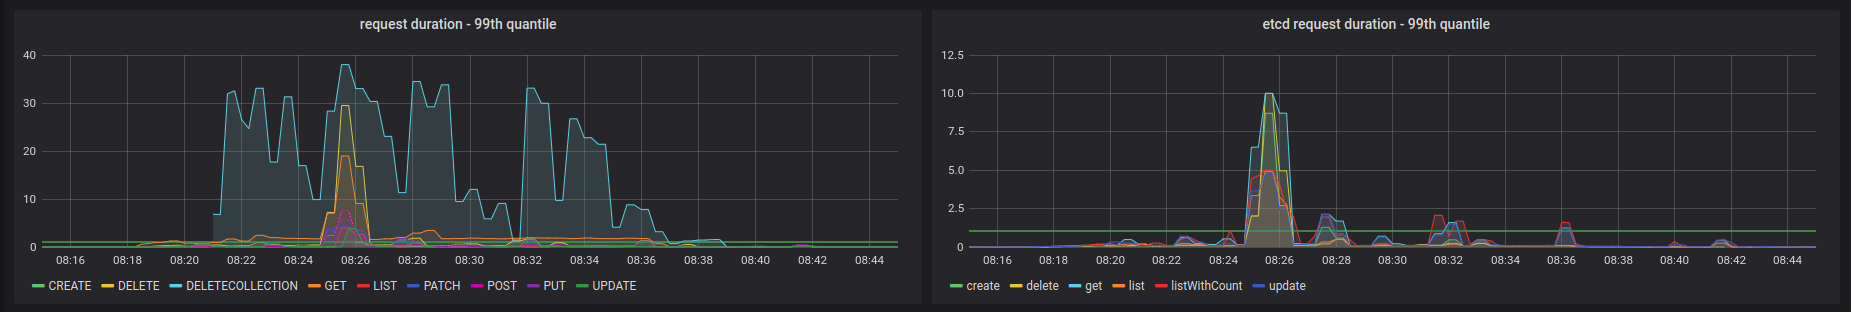 request duration - 99th quantile
40
30
20
10
0
08:16 08:18 08:20 08:22 08:24 08:26 08:28 08:30 08:32 08:34 08:36 08:38 08:40 08:42 08:44
CREATE DELETE DELETECOLLECTION GET LIST PATCH POST PUT UPDATE
etcd request duration - 99th quantile
12.5
10.0
7.5
5.0
2.5
0
08:16 08:18 08:20 08:22 08:24 08:26 08:28 08:30 08:32 08:34 08:36 08:38 08:40 08:42 08:44
create delete get list listWithCount update